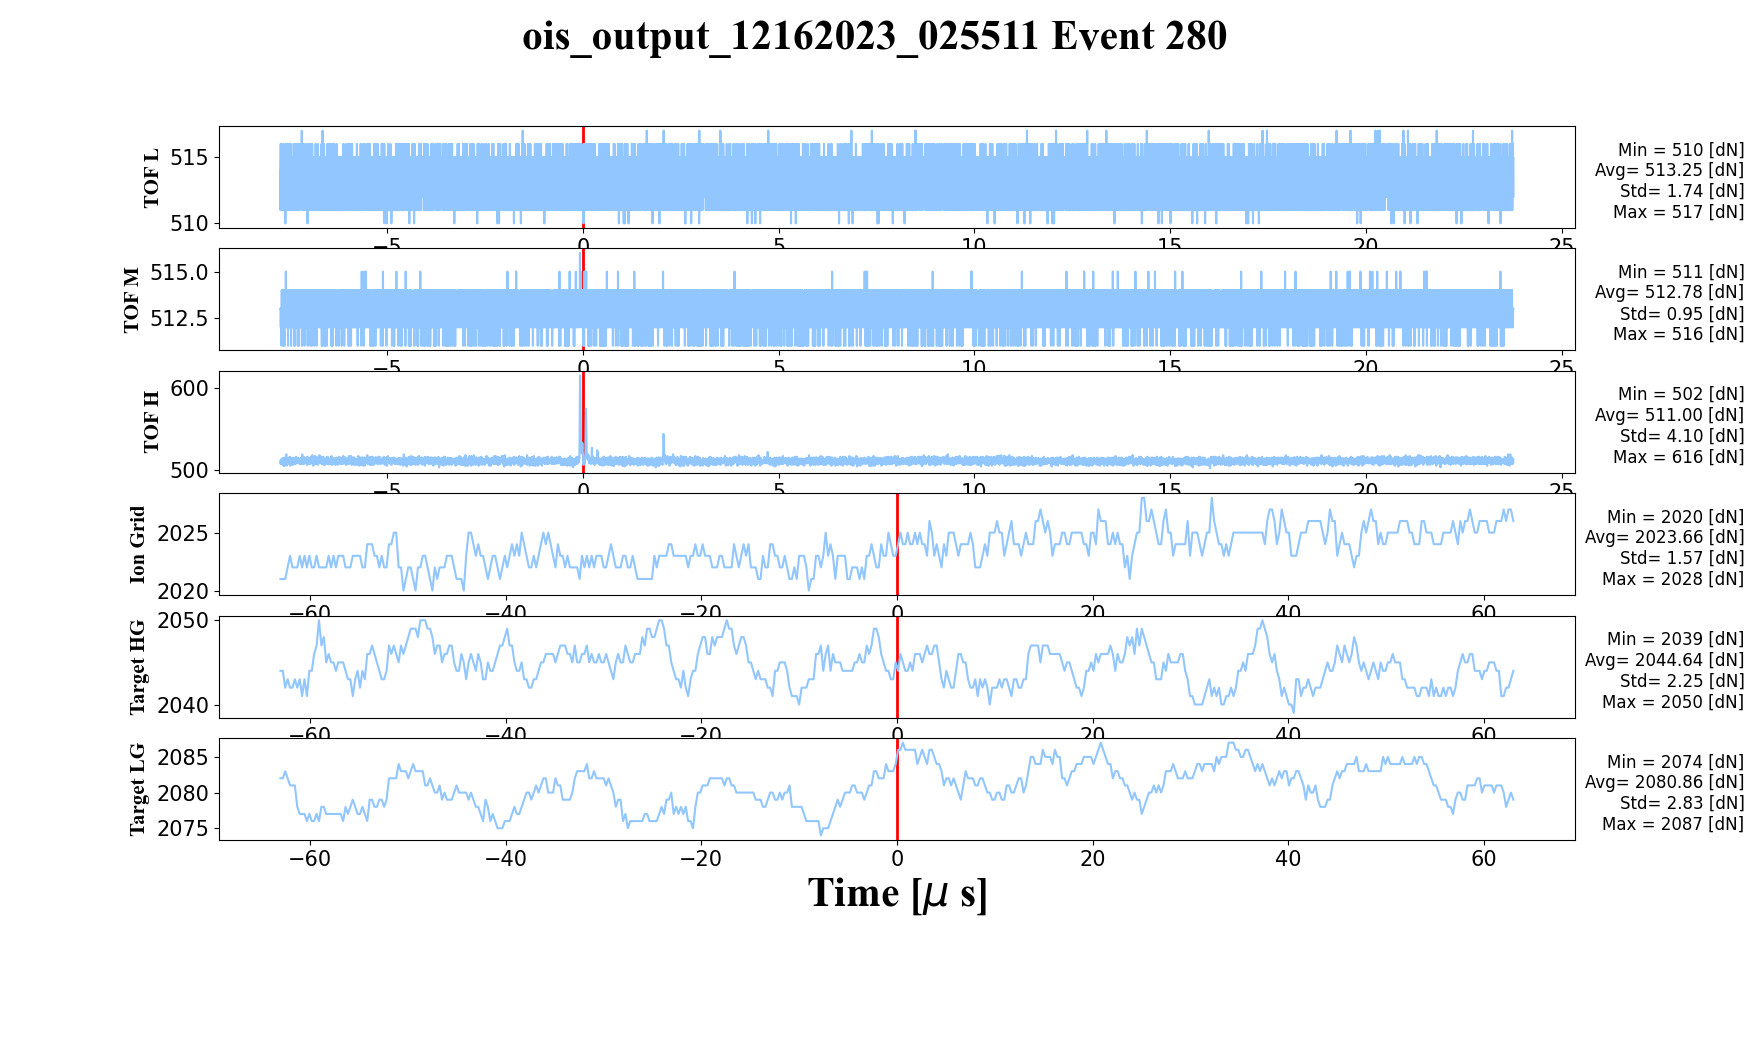 ois_output_12162023_025511 Event 280
TOF L
515
510
−5
0
5
10
15
20
25
Min = 510 [dN]
Avg= 513.25 [dN]
Std= 1.74 [dN]
Max = 517 [dN]
TOF M
515.0
512.5
−5
0
5
10
15
20
25
Min = 511 [dN]
Avg= 512.78 [dN]
Std= 0.95 [dN]
Max = 516 [dN]
TOF H
600
500
−5
0
5
10
15
20
25
Min = 502 [dN]
Avg= 511.00 [dN]
Std= 4.10 [dN]
Max = 616 [dN]
Ion Grid
2025
2020
−60
−40
−20
0
20
40
60
Min = 2020 [dN]
Avg= 2023.66 [dN]
Std= 1.57 [dN]
Max = 2028 [dN]
Target HG
2050
2040
−60
−40
−20
0
20
40
60
Min = 2039 [dN]
Avg= 2044.64 [dN]
Std= 2.25 [dN]
Max = 2050 [dN]
Target LG
2085
2080
2075
−60
−40
−20
0
20
40
60
Min = 2074 [dN]
Avg= 2080.86 [dN]
Std= 2.83 [dN]
Max = 2087 [dN]
Time [μ s]